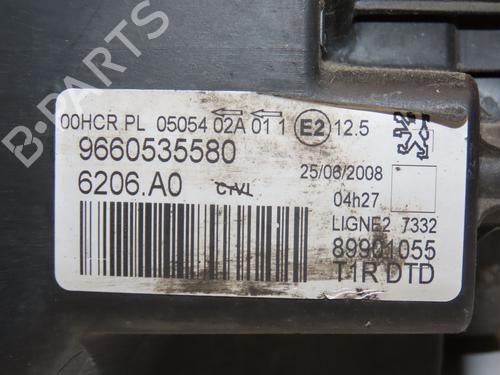 B-PARTS
00HCR PL 05054 02A 01 1 E2 12.5
9660535580
25/06/2008
6206.A0
04h27
LIGNE2 7332
89901055
T1R DTD